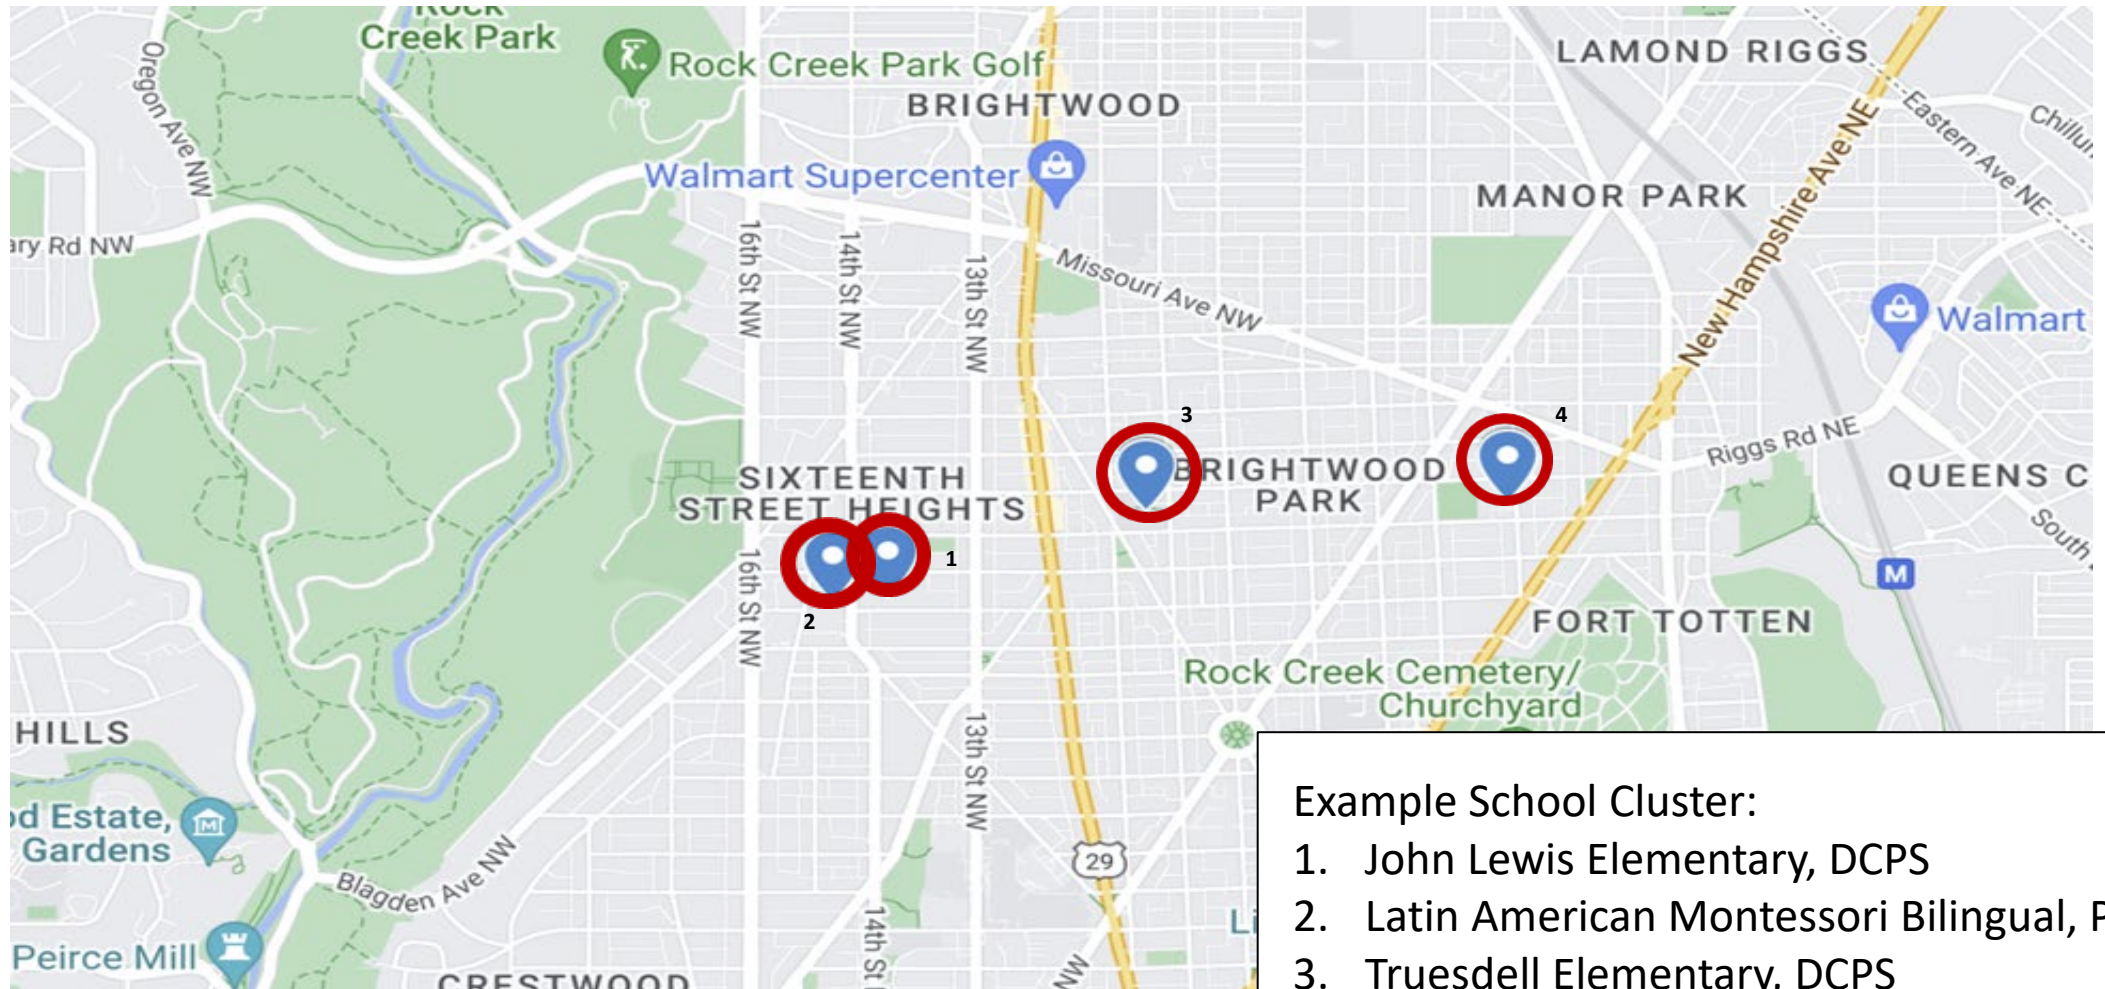 Rock
Creek Park
Rock Creek Park Golf
LAMOND RIGGS
BRIGHTWOOD
Oregon Ave NW
Eastern Ave NE
Walmart Supercenter
MANOR PARK
New Hampshire Ave NE
16th St NW
14th St NW
13th St NW
ary Rd NW
Missouri Ave NW
Walmart
3
4
SIXTEENTH
STREET HEIGHTS
BRIGHTWOOD
PARK
Riggs Rd NE
QUEENS C
South
1
2
16th St NW
M
FORT TOTTEN
Rock Creek Cemetery/
Churchyard
HILLS
13th St NW
od Estate,
Gardens
Blagden Ave NW
29
14th St
Peirce Mill
CRESTWOOD
NW
Li
Example School Cluster:
1. John Lewis Elementary, DCPS
2. Latin American Montessori Bilingual, P
3. Truesdell Elementary, DCPS